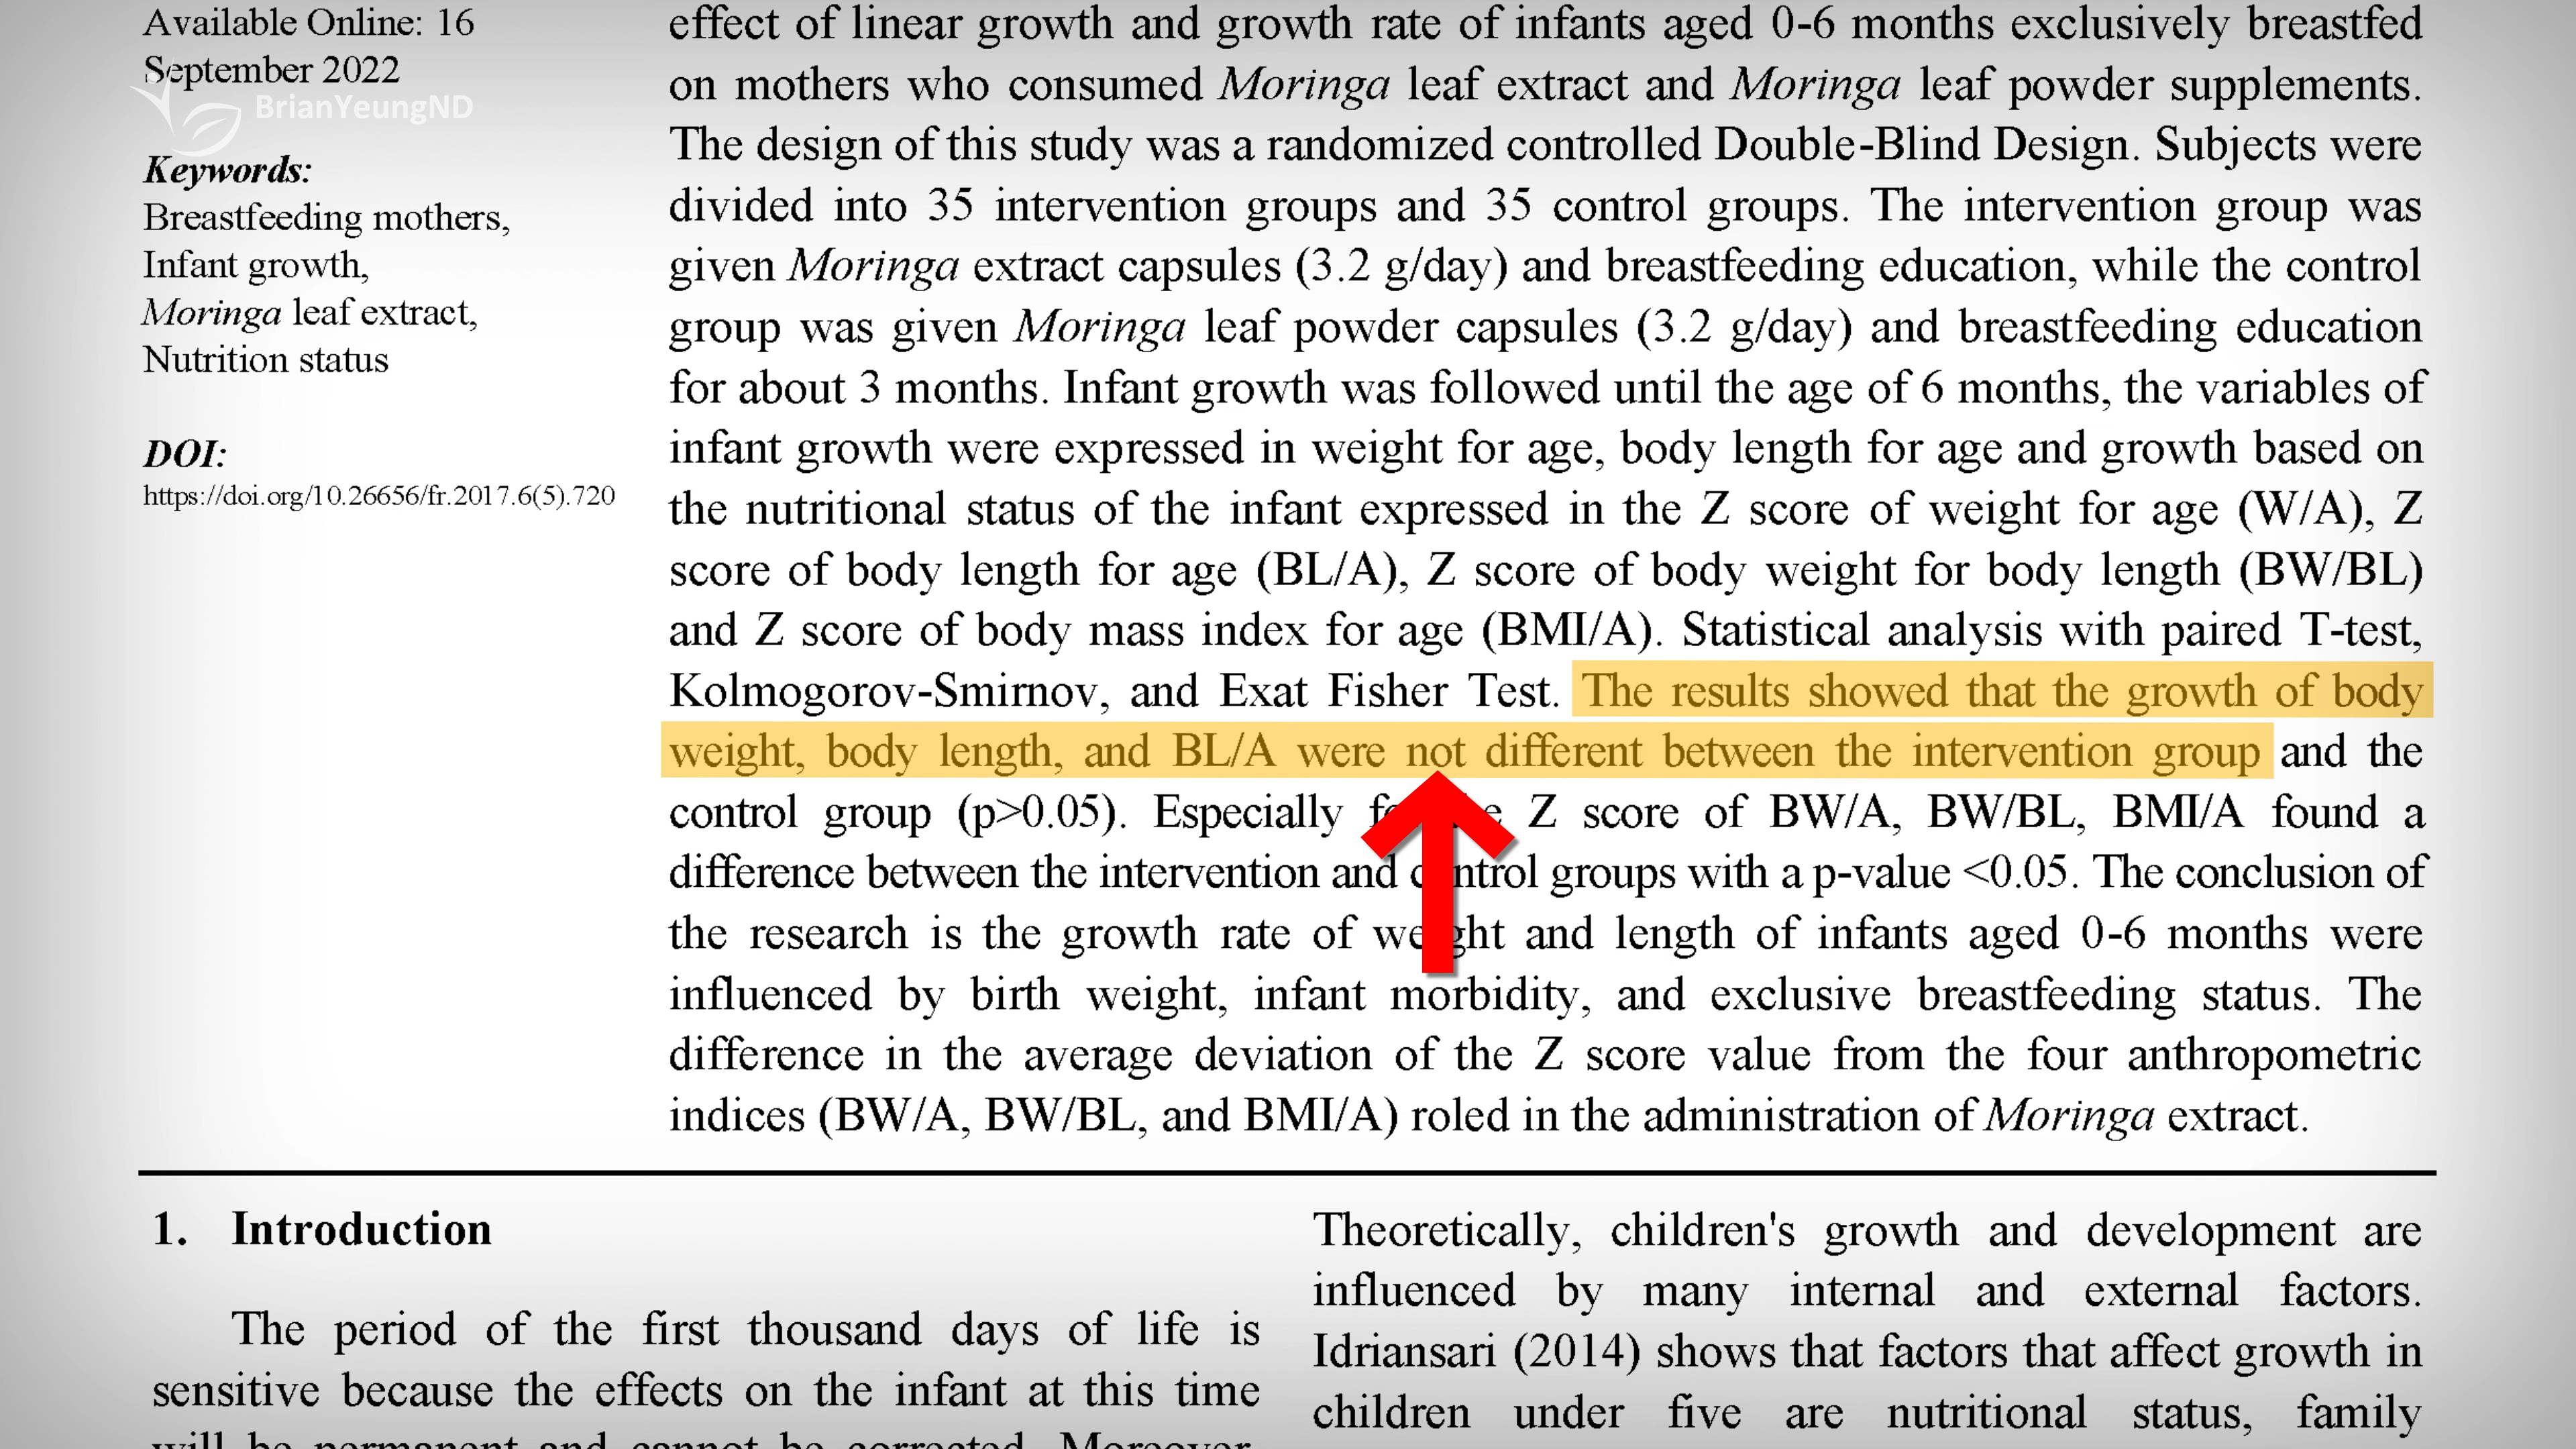 Available Online: 16
September 2022
BrianYeungND
Keywords:
Breastfeeding mothers,
Infant growth,
Moringa leaf extract,
Nutrition status
DOI:
https://doi.org/10.26656/fr.2017.6(5).720
effect of linear growth and growth rate of infants aged 0-6 months exclusively breastfed
on mothers who consumed Moringa leaf extract and Moringa leaf powder supplements.
The design of this study was a randomized controlled Double-Blind Design. Subjects were
divided into 35 intervention groups and 35 control groups. The intervention group was
given Moringa extract capsules (3.2 g/day) and breastfeeding education, while the control
group was given Moringa leaf powder capsules (3.2 g/day) and breastfeeding education
for about 3 months. Infant growth was followed until the age of 6 months, the variables of
infant growth were expressed in weight for age, body length for age and growth based on
the nutritional status of the infant expressed in the Z score of weight for age (W/A), Z
score of body length for age (BL/A), Z score of body weight for body length (BW/BL)
and Z score of body mass index for age (BMI/A). Statistical analysis with paired T-test,
Kolmogorov-Smirnov, and Exat Fisher Test. The results showed that the growth of body
weight, body length, and BL/A were not different between the intervention group and the
control group (p>0.05). Especially Z score of BW/A, BW/BL, BMI/A found a
difference between the intervention and control groups with a p-value <0.05. The conclusion of
the research is the growth rate of weight and length of infants aged 0-6 months were
influenced by birth weight, infant morbidity, and exclusive breastfeeding status. The
difference in the average deviation of the Z score value from the four anthropometric
indices (BW/A, BW/BL, and BMI/A) roled in the administration of Moringa extract.
1. Introduction
The period of the first thousand days of life is
sensitive because the effects on the infant at this time
will be permanent and cannot be corrected. Moreover,
Theoretically, children's growth and development are
influenced by many internal and external factors.
Idriansari (2014) shows that factors that affect growth in
children under five are nutritional status, family